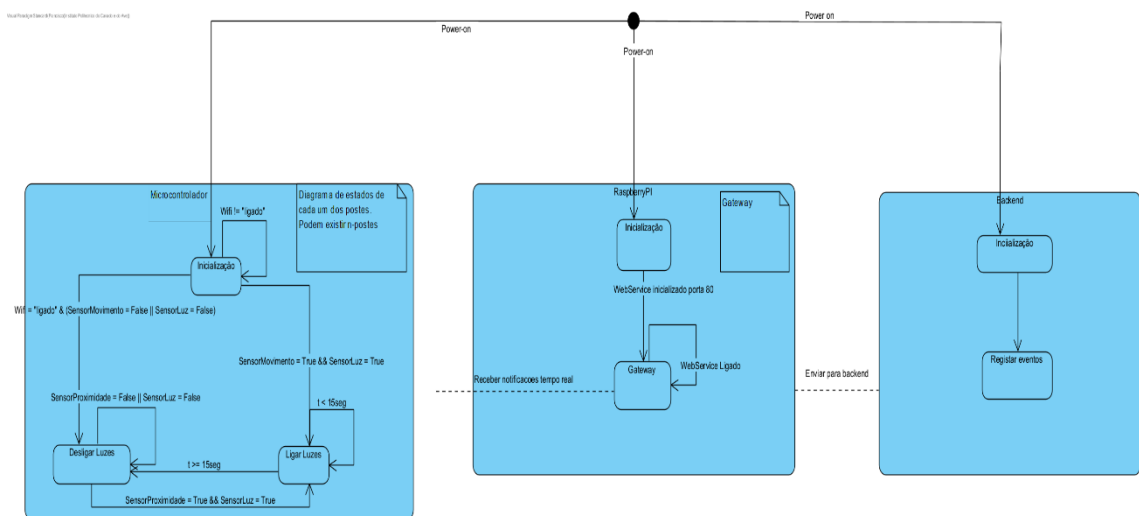 Power-on
Power on
Power-on
Microcontrolador
Diagrama de estados de
cada um dos postes.
Podem existir n-postes
Wifi != "ligado"
Inicialização
Wifi = "ligado" & (SensorMovimento = False || SensorLuz = False)
SensorMovimento = True && SensorLuz = True
SensorProximidade = False || SensorLuz = False
t < 15seg
Desligar Luzes
Ligar Luzes
t >= 15seg
SensorProximidade = True && SensorLuz = True
RaspberryPI
Gateway
Inicialização
WebService inicializado porta 80
Gateway
WebService Ligado
Receber notificacoes tempo real
Enviar para backend
Backend
Registar eventos